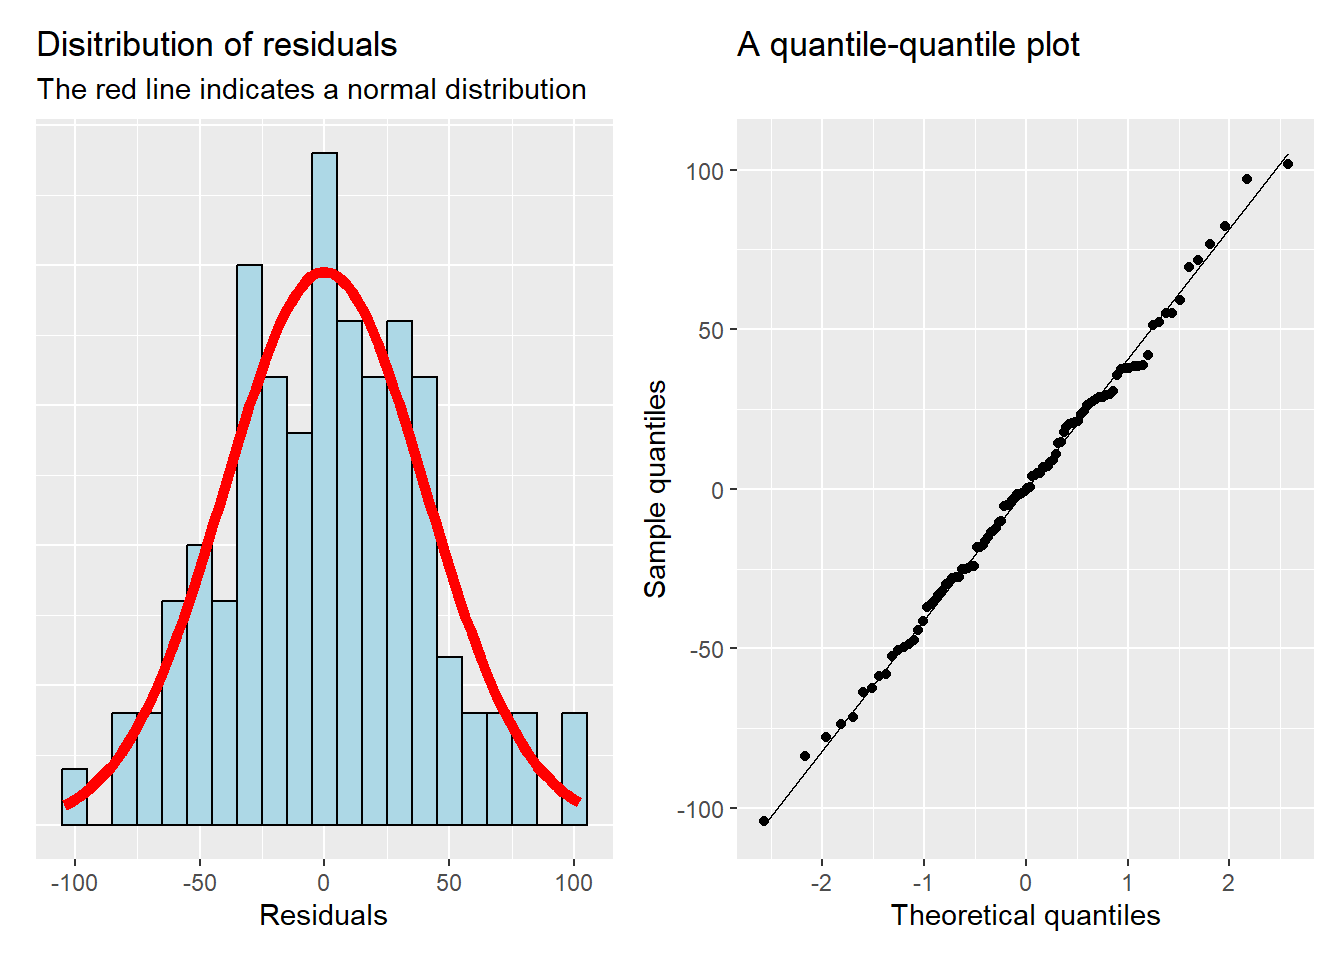 Disitribution of residuals
The red line indicates a normal distribution
-100
-50
0
50
100
Residuals
A quantile-quantile plot
100
50
0
-50
-100
Sample quantiles
-2
-1
0
1
2
Theoretical quantiles